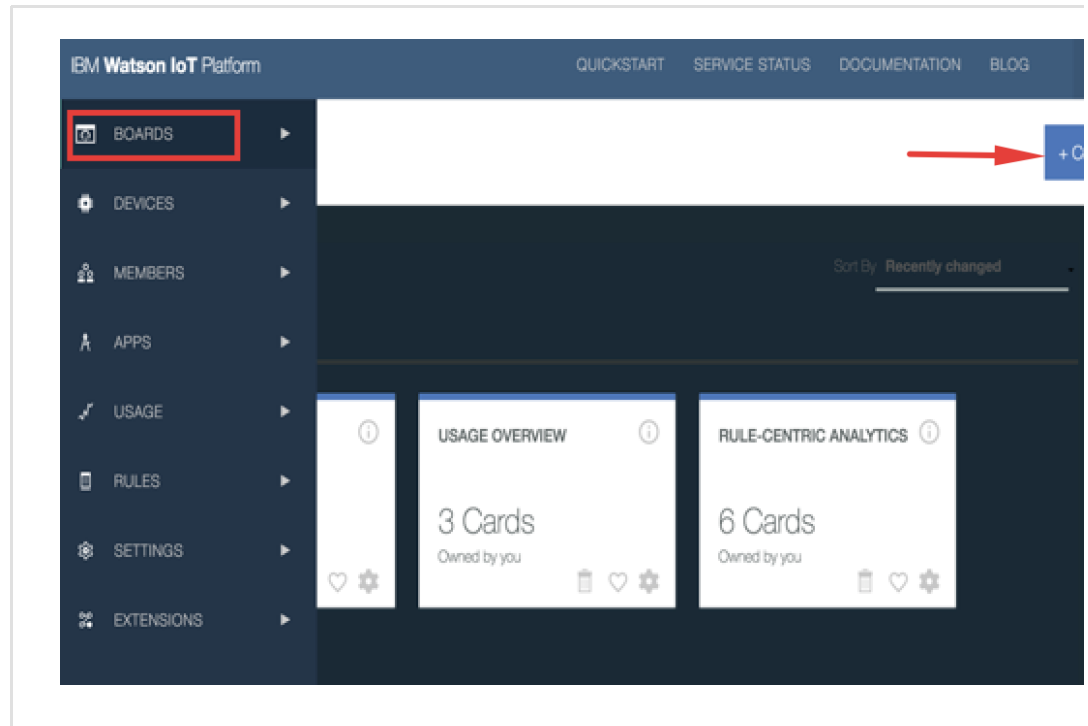 IBM Watson IoT Platform
QUICKSTART SERVICE STATUS DOCUMENTATION BLOG
BOARDS
+ C
DEVICES
MEMBERS
Sort By Recently changed
APPS
USAGE
USAGE OVERVIEW
RULE-CENTRIC ANALYTICS
RULES
3 Cards
6 Cards
SETTINGS
Owned by you
Owned by you
EXTENSIONS